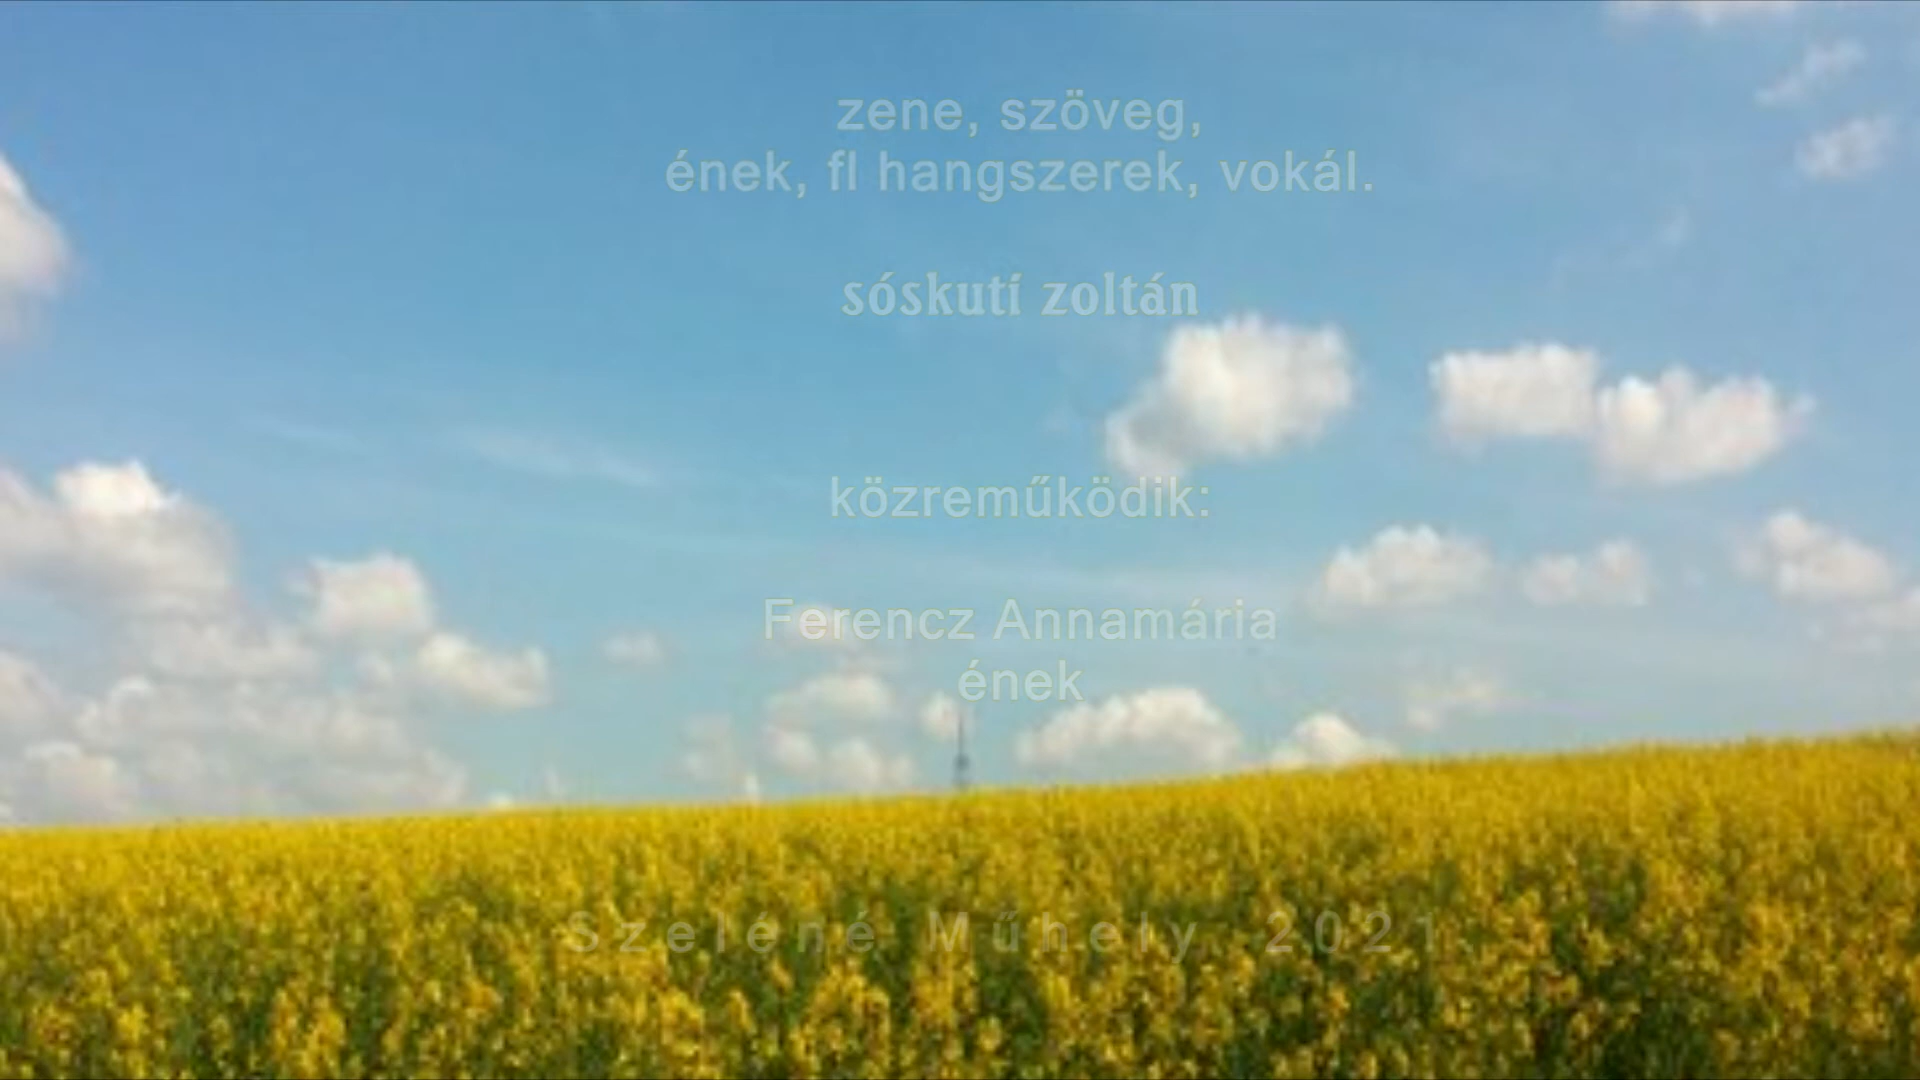 zene, szöveg,
ének, fl hangszerek, vokál.
sóskuti zoltán
közreműködik:
Ferencz Annamária
ének
Szeléné Műhely 2021